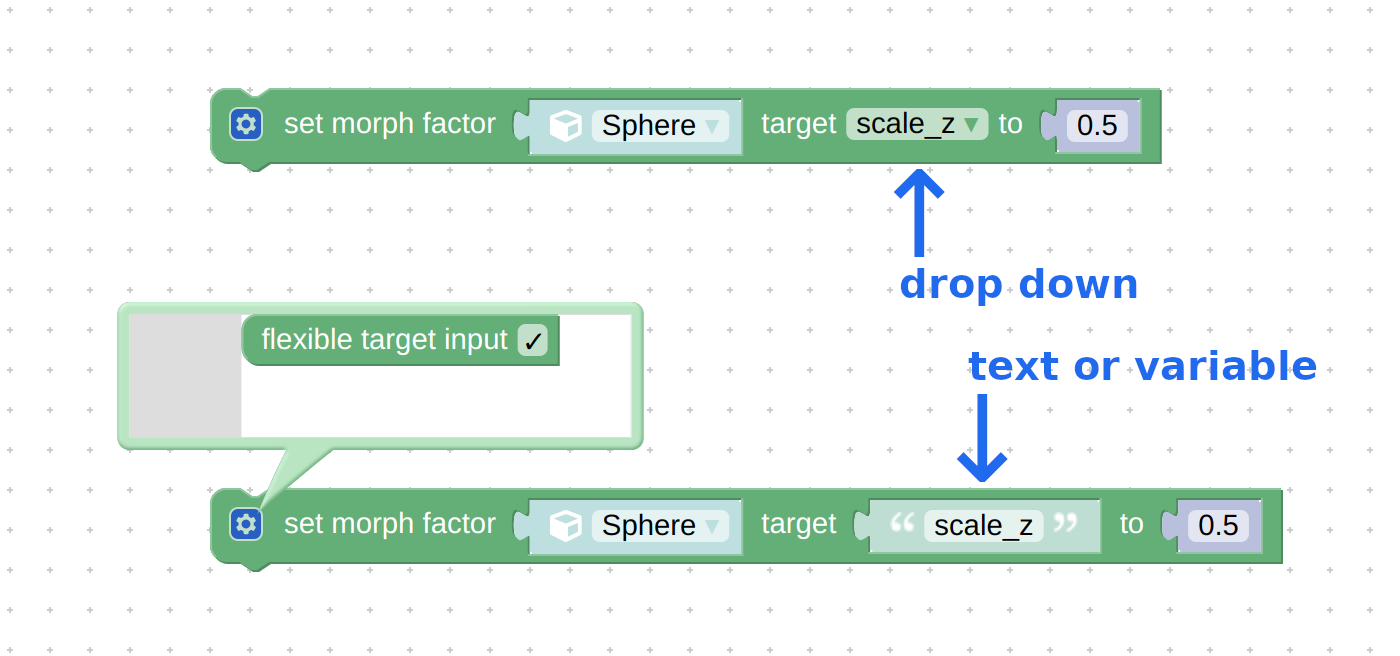 set morph factor Sphere ▼ target scale_z ▼ to 0.5
drop down
flexible target input ✓
text or variable
set morph factor Sphere ▼ target “ scale_z ” to 0.5